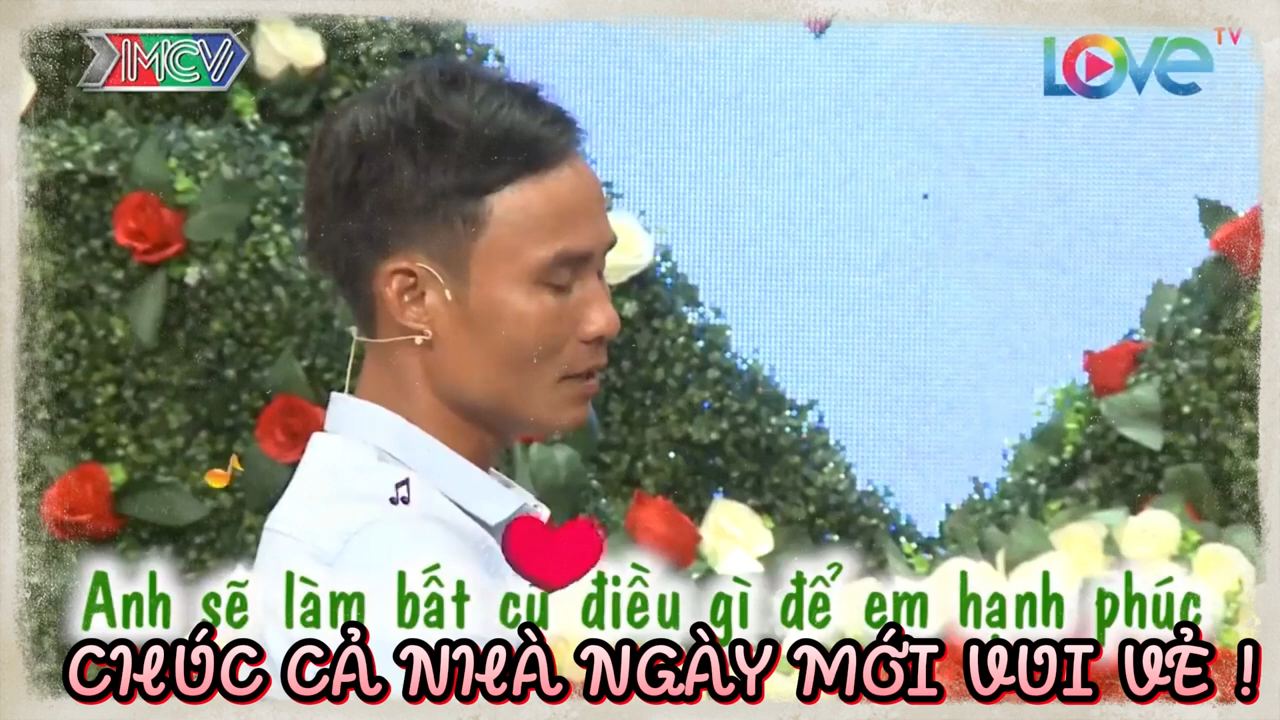 MCV
LOVE TV
Anh sẽ làm bất cứ điều gì để em hạnh phúc
CHÚC CẢ NHÀ NGÀY MỚI VUI VẺ !